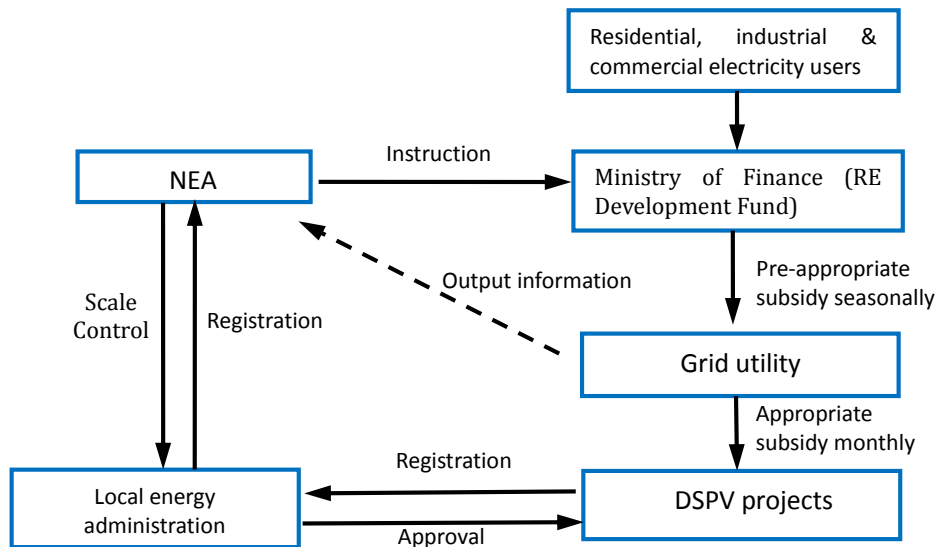 Residential, industrial &
commercial electricity users
Instruction
NEA
Ministry of Finance (RE
Development Fund)
Output information
Pre-appropriate
subsidy seasonally
Scale
Control
Registration
Grid utility
Appropriate
subsidy monthly
Registration
Local energy
administration
DSPV projects
Approval